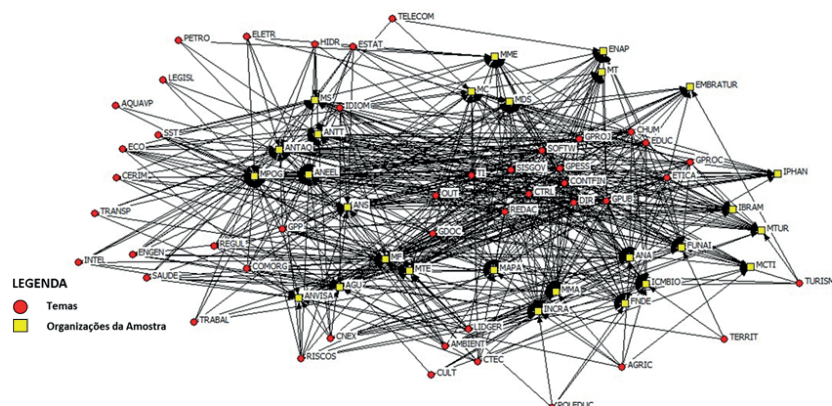 TELECOM
PETRO
ELETR
HIDR
ESTAT
MME
ENAP
MT
LEGISL
EMBRATUR
MC
MDS
MS
IDIOM
AQUAVP
SST
ANTT
GPROJ
CHUM
EDUC
ECO
ANTAQ
SOFTW
GPROC
CERIM
MPOG
ANEEL
TI
SISGOV
GPESS
CONTFIN
ETICA
IPHAN
OUT
CTRL
DIR
GPUB
TRANSP
ANS
REDAC
IBRAM
GPP
GDOC
MTUR
REGUL
FUNAI
ENGEN
INTEL
COMORG
MF
MTE
MAPA
ANA
MCTI
SAUDE
AGU
ANVISA
MMA
ICMBIO
TURISM
FNDE
INCRA
TRABAL
LIDGER
CNEX
AMBIENT
TERRIT
RISCOS
CTEC
AGRIC
CULT
POLEDUC
LEGENDA
Temas
Organizações da Amostra